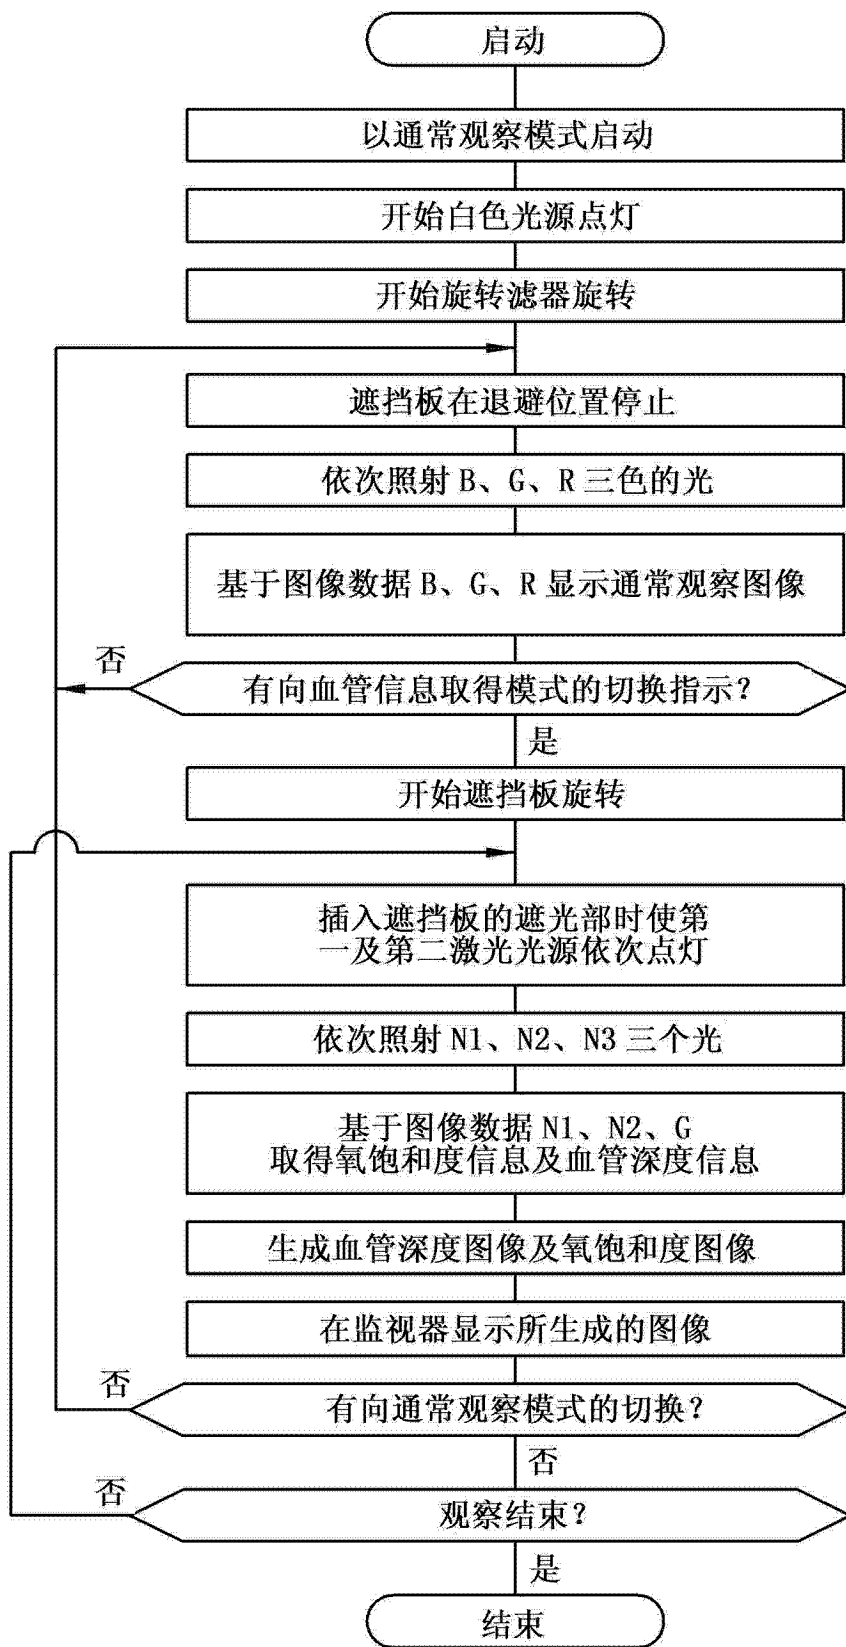 启动
以通常观察模式启动
开始白色光源点灯
开始旋转滤器旋转
遮挡板在退避位置停止
依次照射 B、G、R 三色的光
基于图像数据 B、G、R 显示通常观察图像
否
有向血管信息取得模式的切换指示?
是
开始遮挡板旋转
插入遮挡板的遮光部时使第
一及第二激光光源依次点灯
依次照射 N1、N2、N3 三个光
基于图像数据 N1、N2、G
取得氧饱和度信息及血管深度信息
生成血管深度图像及氧饱和度图像
在监视器显示所生成的图像
否
有向通常观察模式的切换?
否
否
观察结束?
是
结束